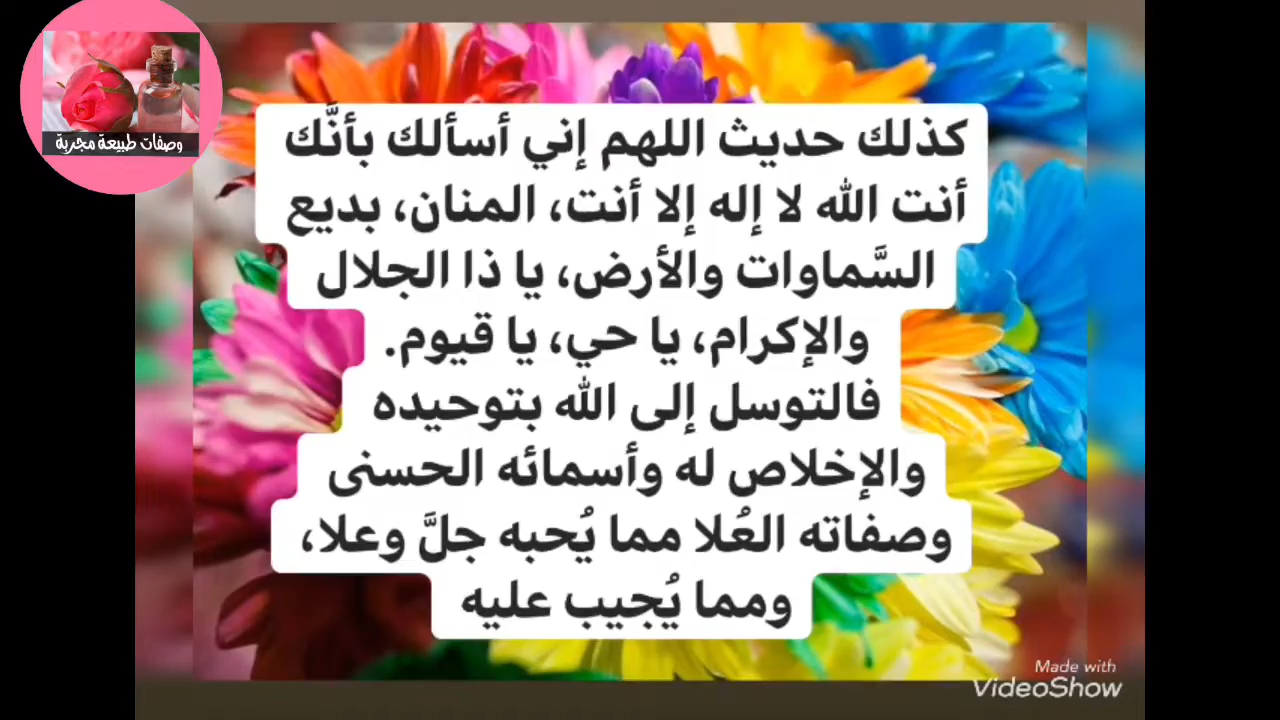 وصفات طبيعة مجربة
كذلك حديث اللهم إني أسألك بأنَّك
أنت الله لا إله إلا أنت، المنان، بديع
السَّماوات والأرض، يا ذا الجلال
والإكرام، يا حي، يا قيوم.
فالتوسل إلى الله بتوحيده
والإخلاص له وأسمائه الحسنى
وصفاته العُلا مما يُحبه جلَّ وعلا،
ومما يُجيب عليه
Made with
VideoShow